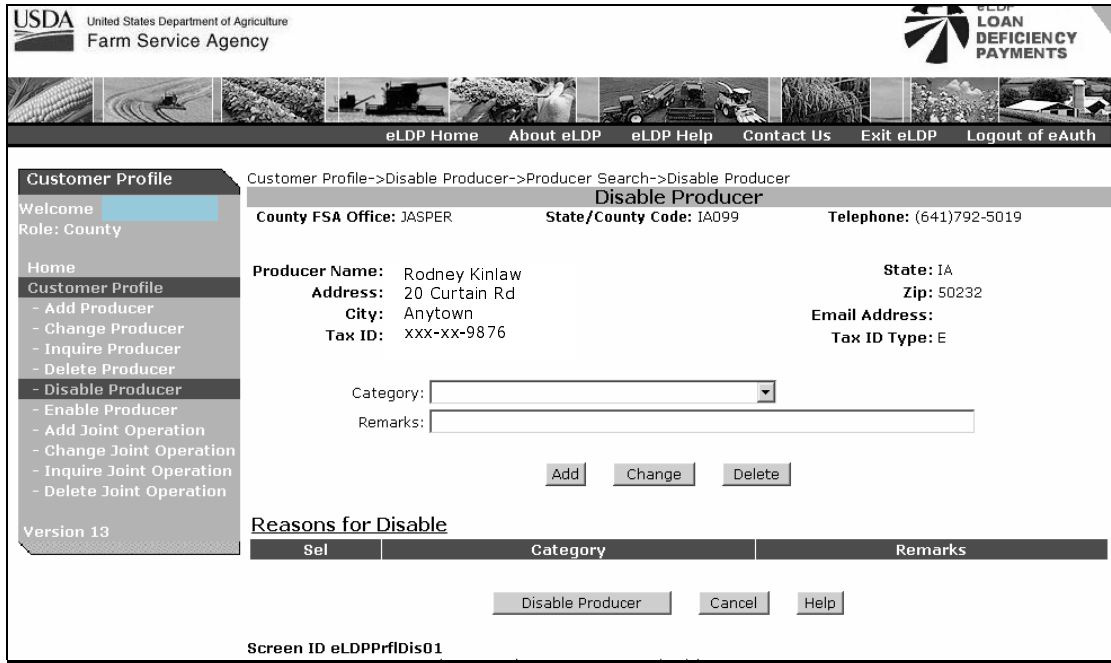 USDA United States Department of Agriculture
Farm Service Agency
eLDP
LOAN
DEFICIENCY
PAYMENTS
eLDP Home About eLDP eLDP Help Contact Us Exit eLDP Logout of eAuth
Customer Profile
Welcome
Role: County
Home
Customer Profile
- Add Producer
- Change Producer
- Inquire Producer
- Delete Producer
- Disable Producer
- Enable Producer
- Add Joint Operation
- Change Joint Operation
- Inquire Joint Operation
- Delete Joint Operation
Version 13
Customer Profile->Disable Producer->Producer Search->Disable Producer
Disable Producer
County FSA Office: JASPER State/County Code: IA099 Telephone: (641)792-5019
Producer Name: Rodney Kinlaw State: IA
Address: 20 Curtain Rd Zip: 50232
City: Anytown Email Address:
Tax ID: xxx-xx-9876 Tax ID Type: E
Category:
Remarks:
Add Change Delete
Reasons for Disable
Sel Category Remarks
Disable Producer Cancel Help
Screen ID eLDPPrflDis01